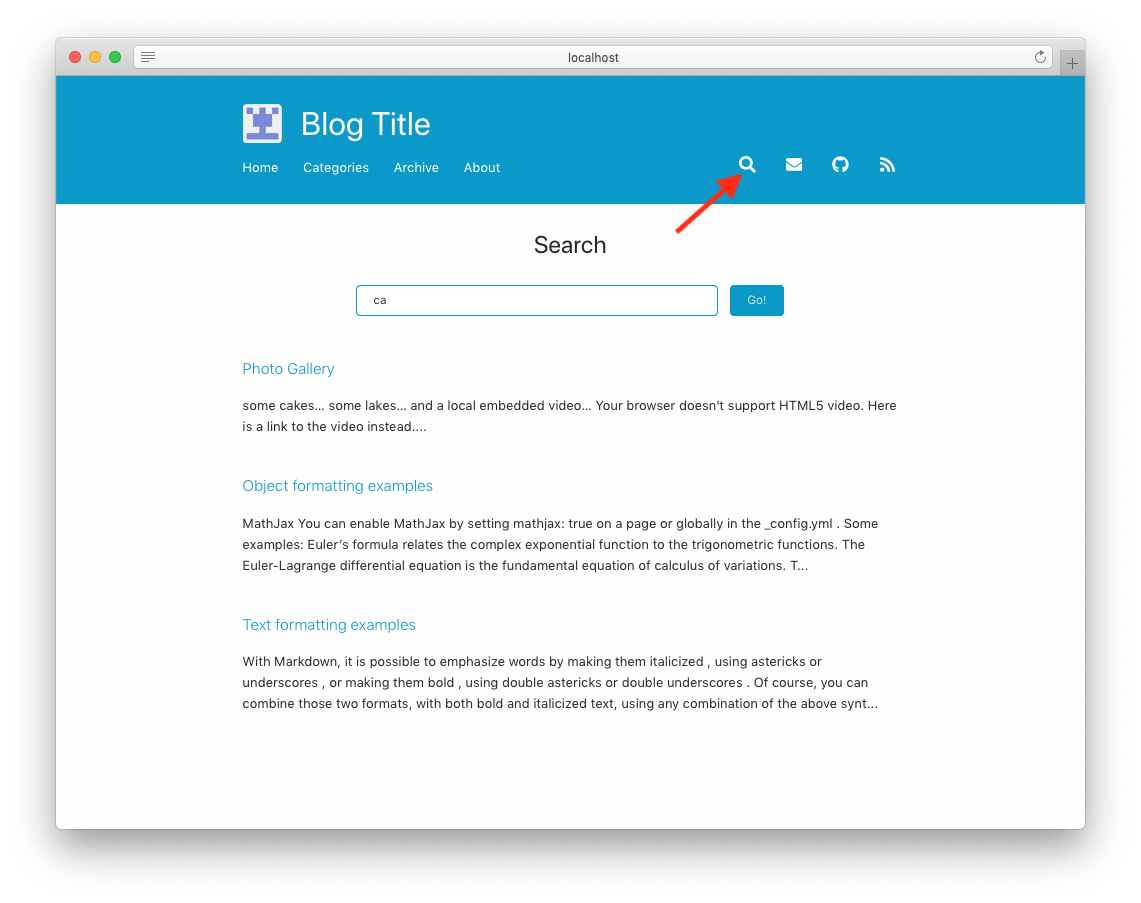 localhost
Blog Title
Home Categories Archive About
Search
ca
Go!
Photo Gallery
some cakes... some lakes... and a local embedded video... Your browser doesn't support HTML5 video. Here
is a link to the video instead....
Object formatting examples
MathJax You can enable MathJax by setting mathjax: true on a page or globally in the _config.yml . Some
examples: Euler’s formula relates the complex exponential function to the trigonometric functions. The
Euler-Lagrange differential equation is the fundamental equation of calculus of variations. T...
Text formatting examples
With Markdown, it is possible to emphasize words by making them italicized , using astericks or
underscores , or making them bold , using double astericks or double underscores . Of course, you can
combine those two formats, with both bold and italicized text, using any combination of the above synt...